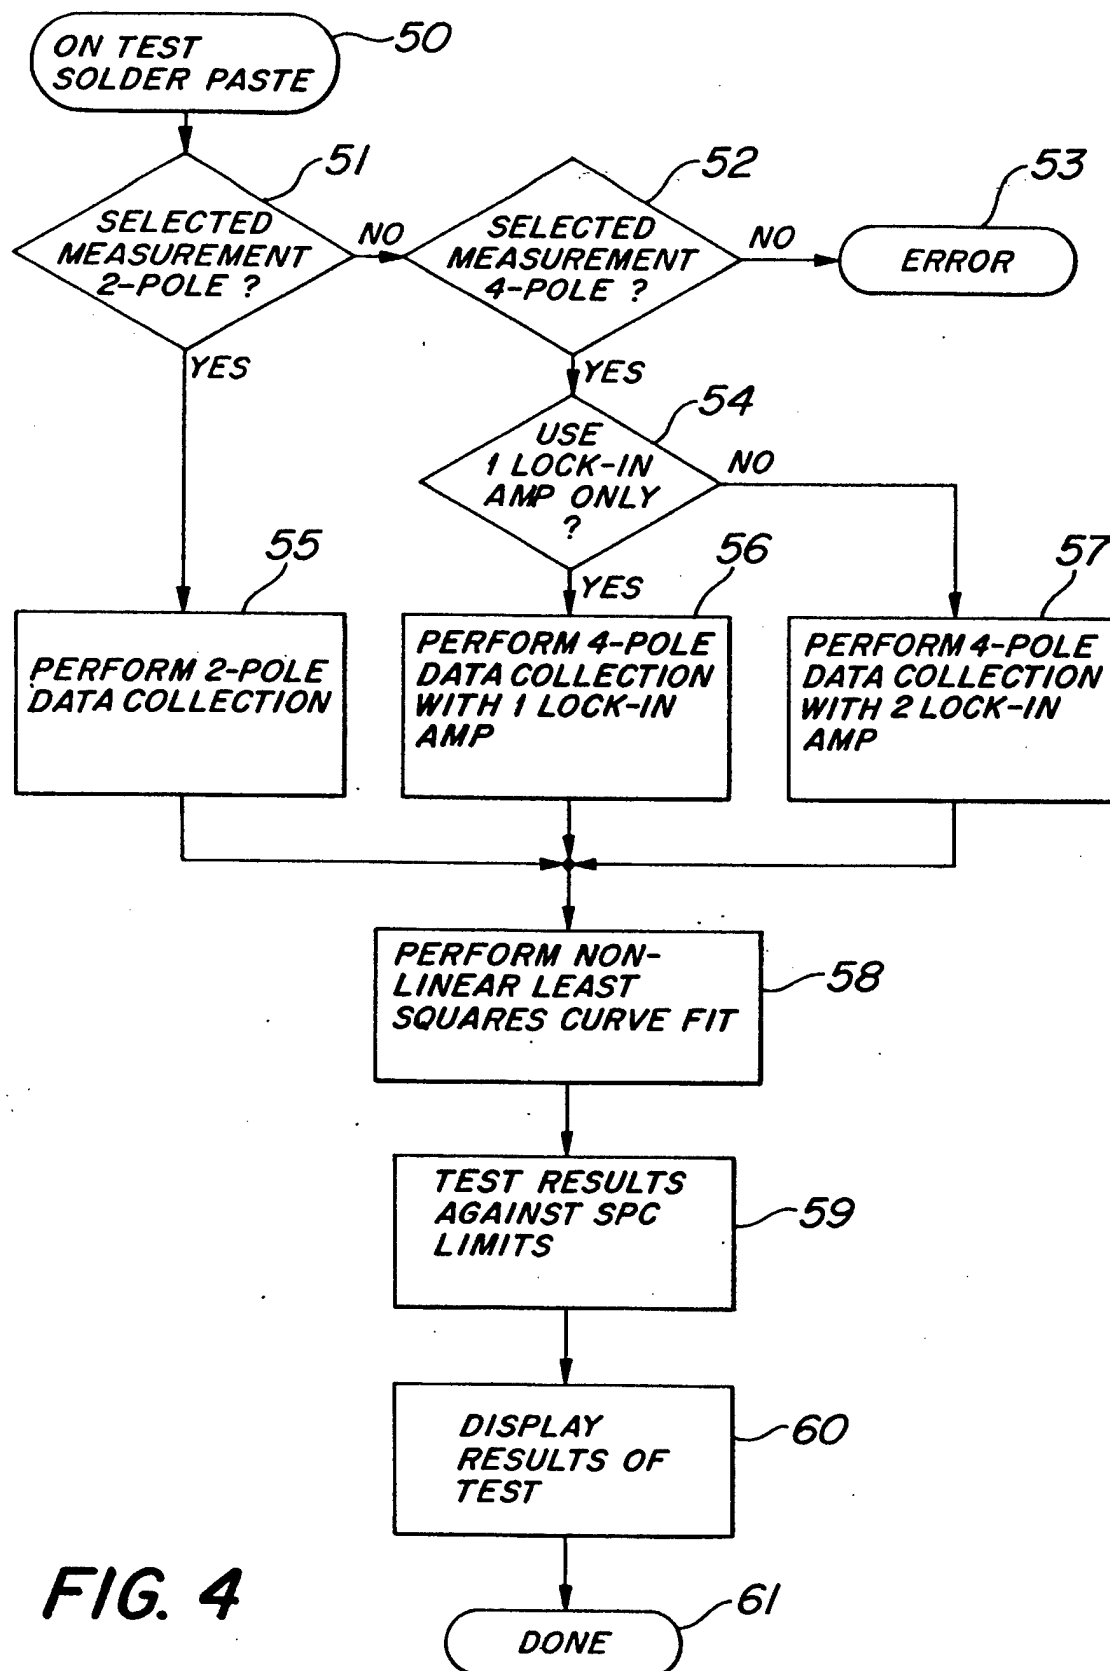 ON TEST
SOLDER PASTE
50
51
SELECTED
MEASUREMENT
2-POLE ?
NO
YES
52
SELECTED
MEASUREMENT
4-POLE ?
NO
YES
53
ERROR
54
USE
1 LOCK-IN
AMP ONLY
?
NO
YES
55
PERFORM 2-POLE
DATA COLLECTION
56
PERFORM 4-POLE
DATA COLLECTION
WITH 1 LOCK-IN
AMP
57
PERFORM 4-POLE
DATA COLLECTION
WITH 2 LOCK-IN
AMP
PERFORM NON-
LINEAR LEAST
SQUARES CURVE FIT
58
TEST RESULTS
AGAINST SPC
LIMITS
59
DISPLAY
RESULTS OF
TEST
60
DONE
61
FIG. 4